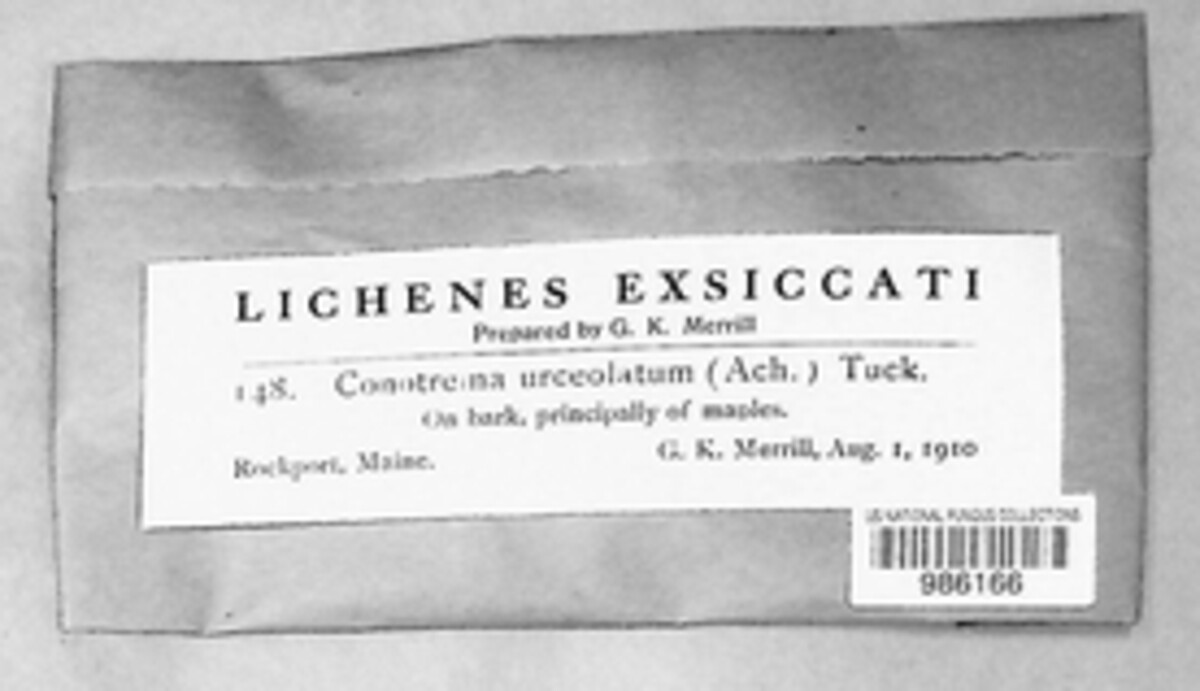 LICHENES EXSICCATI
Prepared by G. K. Merrill
148. Conotrema urceolatum (Ach.) Tuck.
On bark, principally of maples.
Rockport, Maine.
G. K. Merrill, Aug. 1, 1910
US NATIONAL FUNGUS COLLECTIONS
986166